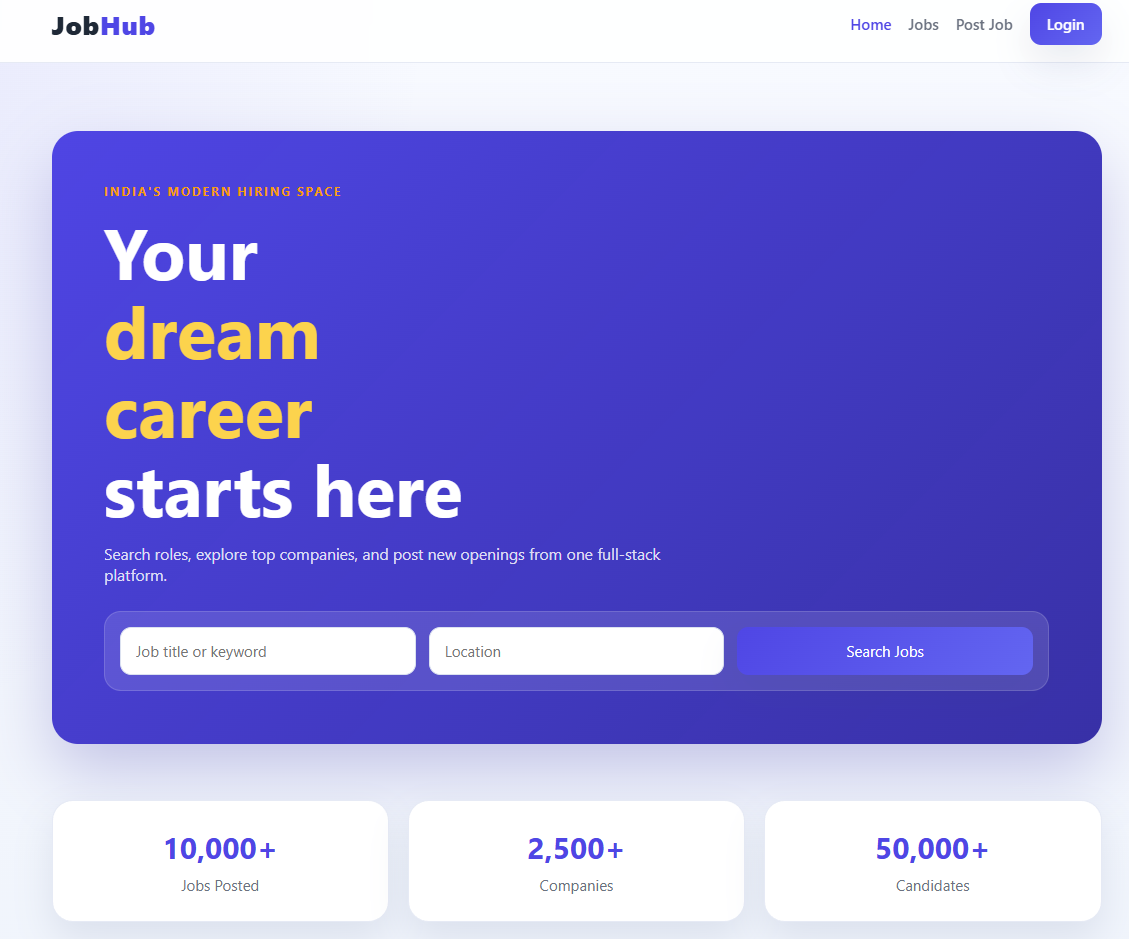 JobHub
Home Jobs Post Job Login
INDIA'S MODERN HIRING SPACE
Your
dream
career
starts here
Search roles, explore top companies, and post new openings from one full-stack
platform.
Job title or keyword Location Search Jobs
10,000+ 2,500+ 50,000+
Jobs Posted Companies Candidates